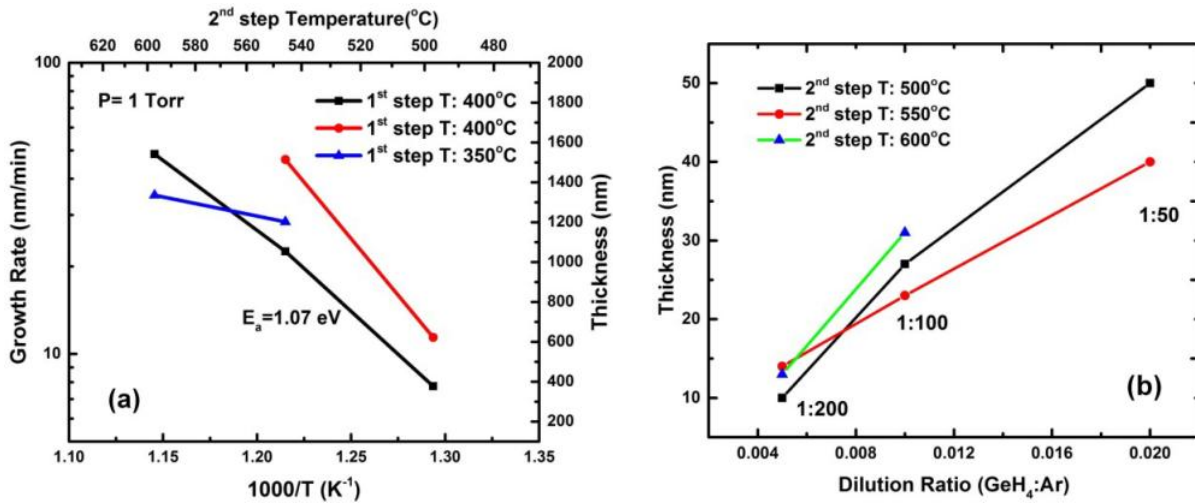 2nd step Temperature(°C)
620 600 580 560 540 520 500 480
100
10
Growth Rate (nm/min)
P= 1 Torr
1st step T: 400°C
1st step T: 400°C
1st step T: 350°C
Ea=1.07 eV
(a)
2000
1800
1600
1400
1200
1000
800
600
400
200
Thickness (nm)
1.10 1.15 1.20 1.25 1.30 1.35
1000/T (K-1)
50
40
30
20
10
Thickness (nm)
2nd step T: 500°C
2nd step T: 550°C
2nd step T: 600°C
1:50
1:100
1:200
(b)
0.004 0.008 0.012 0.016 0.020
Dilution Ratio (GeH4:Ar)